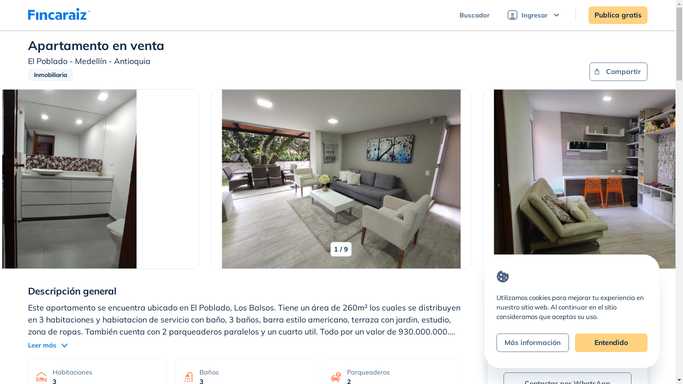 Fincaraiz
Buscador
Ingresar
Publica gratis
Apartamento en venta
El Poblado - Medellín - Antioquia
Inmobiliaria
Compartir
1 / 9
Descripción general
Este apartamento se encuentra ubicado en El Poblado, Los Balsos. Tiene un área de 260m² los cuales se distribuyen
en 3 habitaciones y habiatacion de servicio con baño, 3 baños, barra estilo americano, terraza con jardin, estudio,
zona de ropas. También cuenta con 2 parqueaderos paralelos y un cuarto util. Todo por un valor de 930.000.000....
Leer más
Habitaciones
3
Baños
3
Parqueaderos
2
Utilizamos cookies para mejorar tu experiencia en
nuestro sitio web. Al continuar en el sitio
consideramos que aceptas su uso.
Más información
Entendido
Contactar por WhatsApp